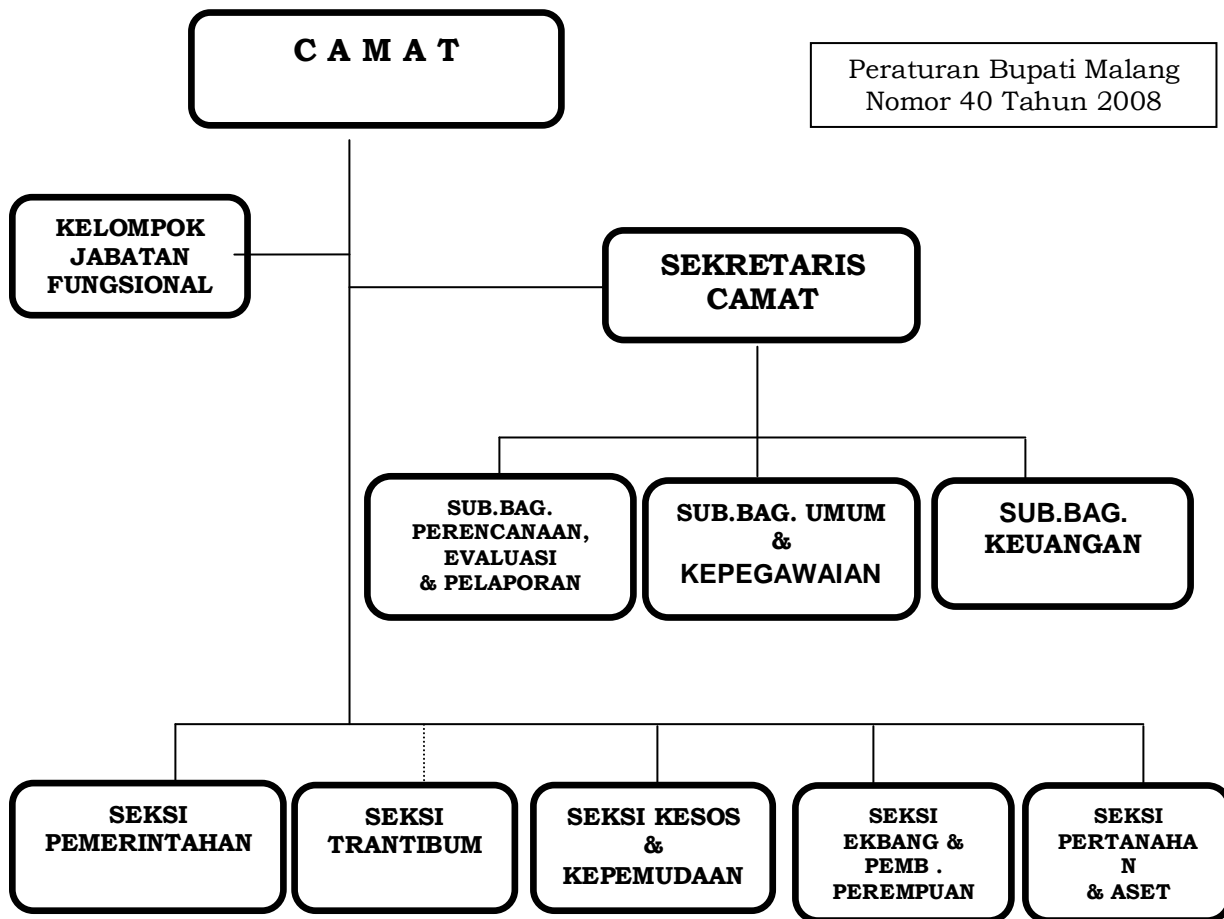 C A M A T
Peraturan Bupati Malang
Nomor 40 Tahun 2008
KELOMPOK
JABATAN
FUNGSIONAL
SEKRETARIS
CAMAT
SUB.BAG.
PERENCANAAN,
EVALUASI
& PELAPORAN
SUB.BAG. UMUM
&
KEPEGAWAIAN
SUB.BAG.
KEUANGAN
SEKSI
PEMERINTAHAN
SEKSI
TRANTIBUM
SEKSI KESOS
&
KEPEMUDAAN
SEKSI
EKBANG &
PEMB .
PEREMPUAN
SEKSI
PERTANAHA
N
& ASET